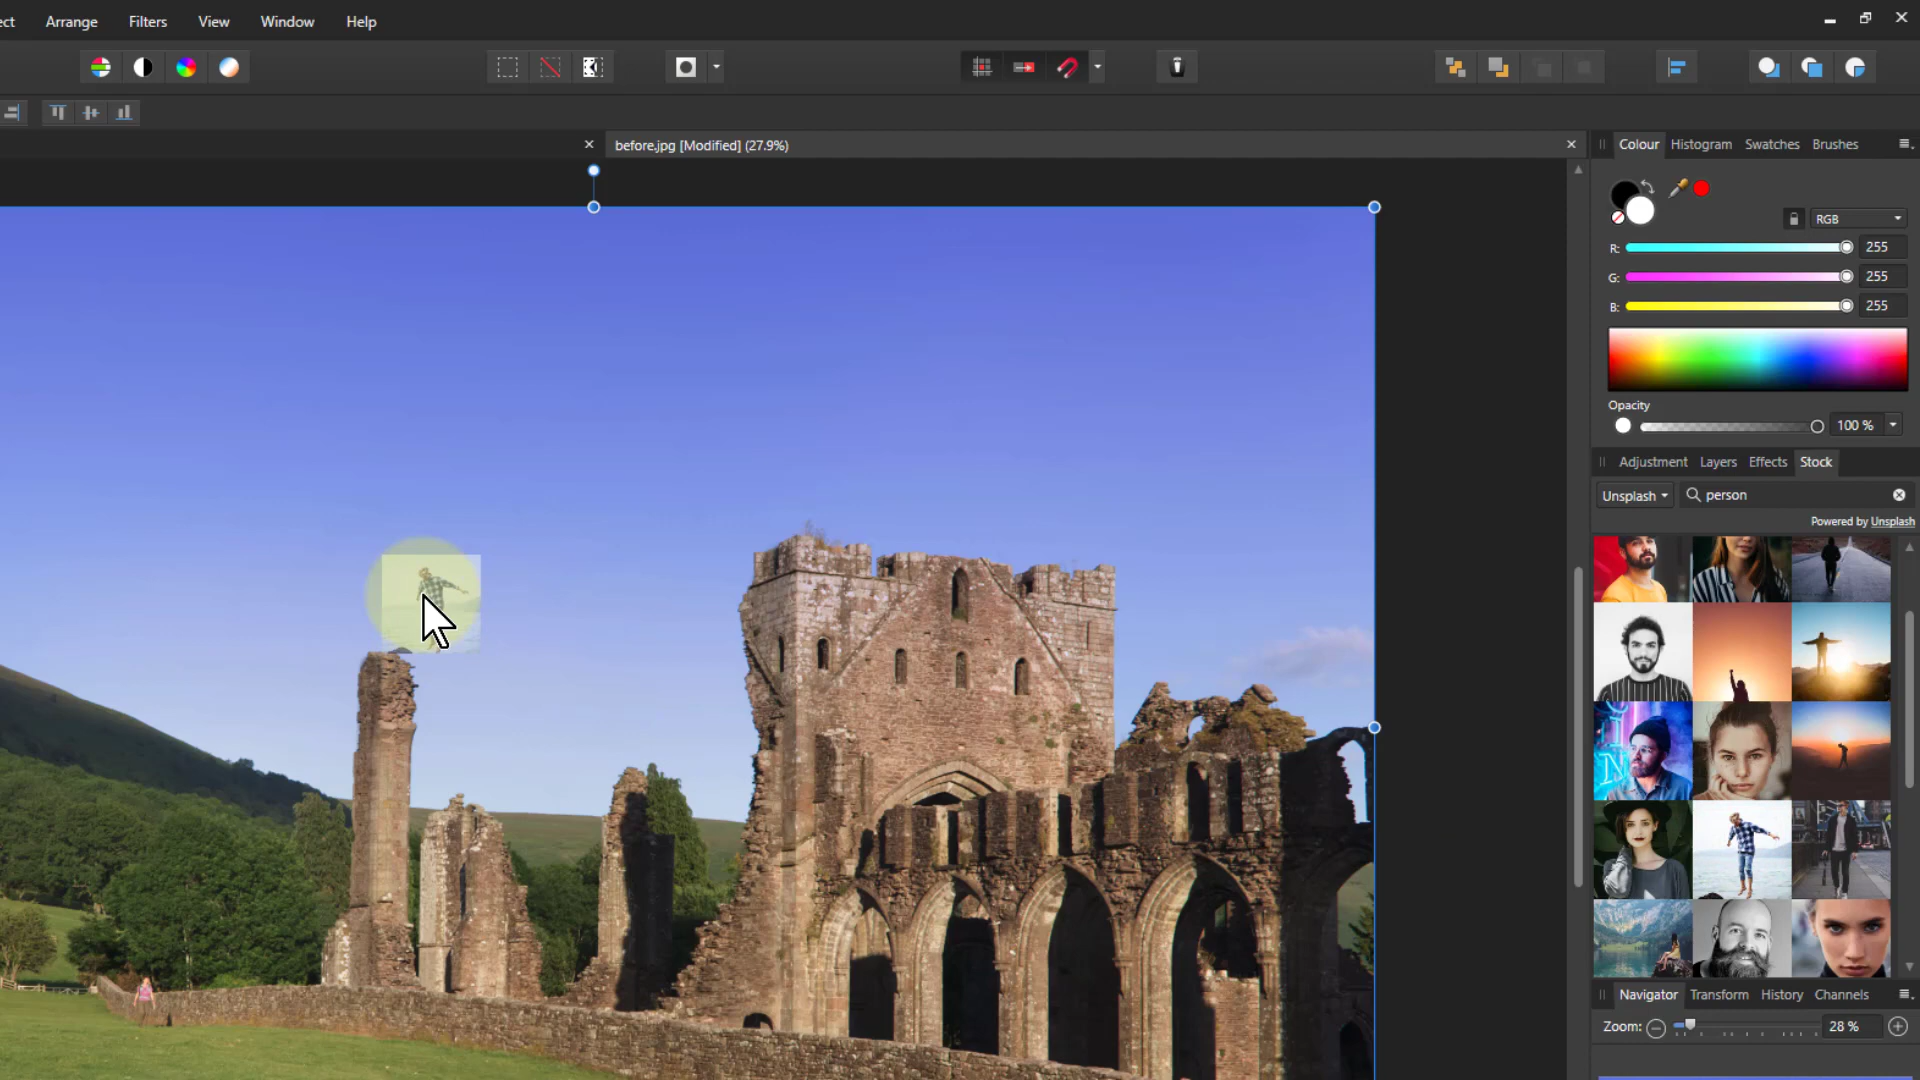 ect Arrange Filters View Window Help
before.jpg [Modified] (27.9%)
Colour Histogram Swatches Brushes
RGB
R: 255
G: 255
B: 255
Opacity
100 %
Adjustment Layers Effects Stock
Unsplash person
Powered by Unsplash
Navigator Transform History Channels
Zoom: 28 %